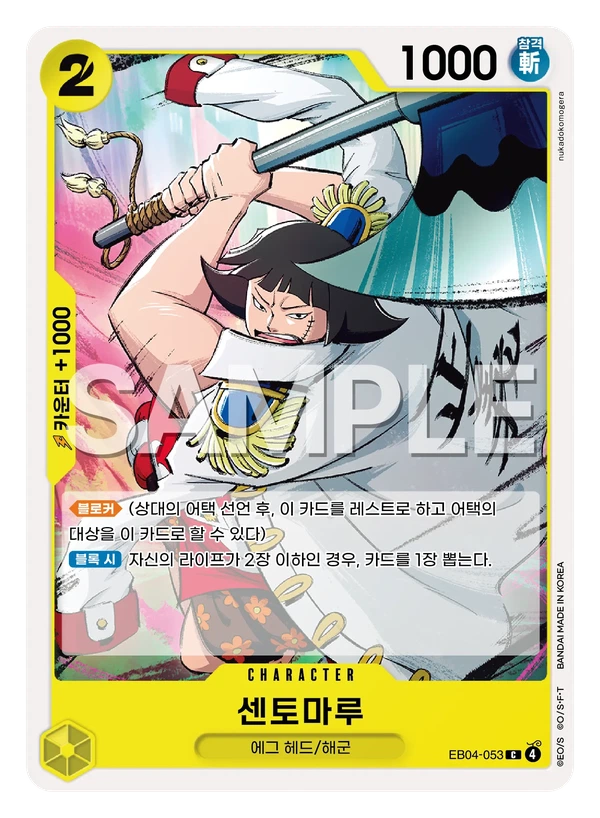 2
1000
참격
斬
nukadokomogera
카운터 +1000
SAMPLE
블로커 (상대의 어택 선언 후, 이 카드를 레스트로 하고 어택의
대상을 이 카드로 할 수 있다)
블록 시 자신의 라이프가 2장 이하인 경우, 카드를 1장 뽑는다.
CHARACTER
센토마루
에그 헤드/해군
EB04-053 C 4
©EO/S ©O/S·F·T BANDAI MADE IN KOREA